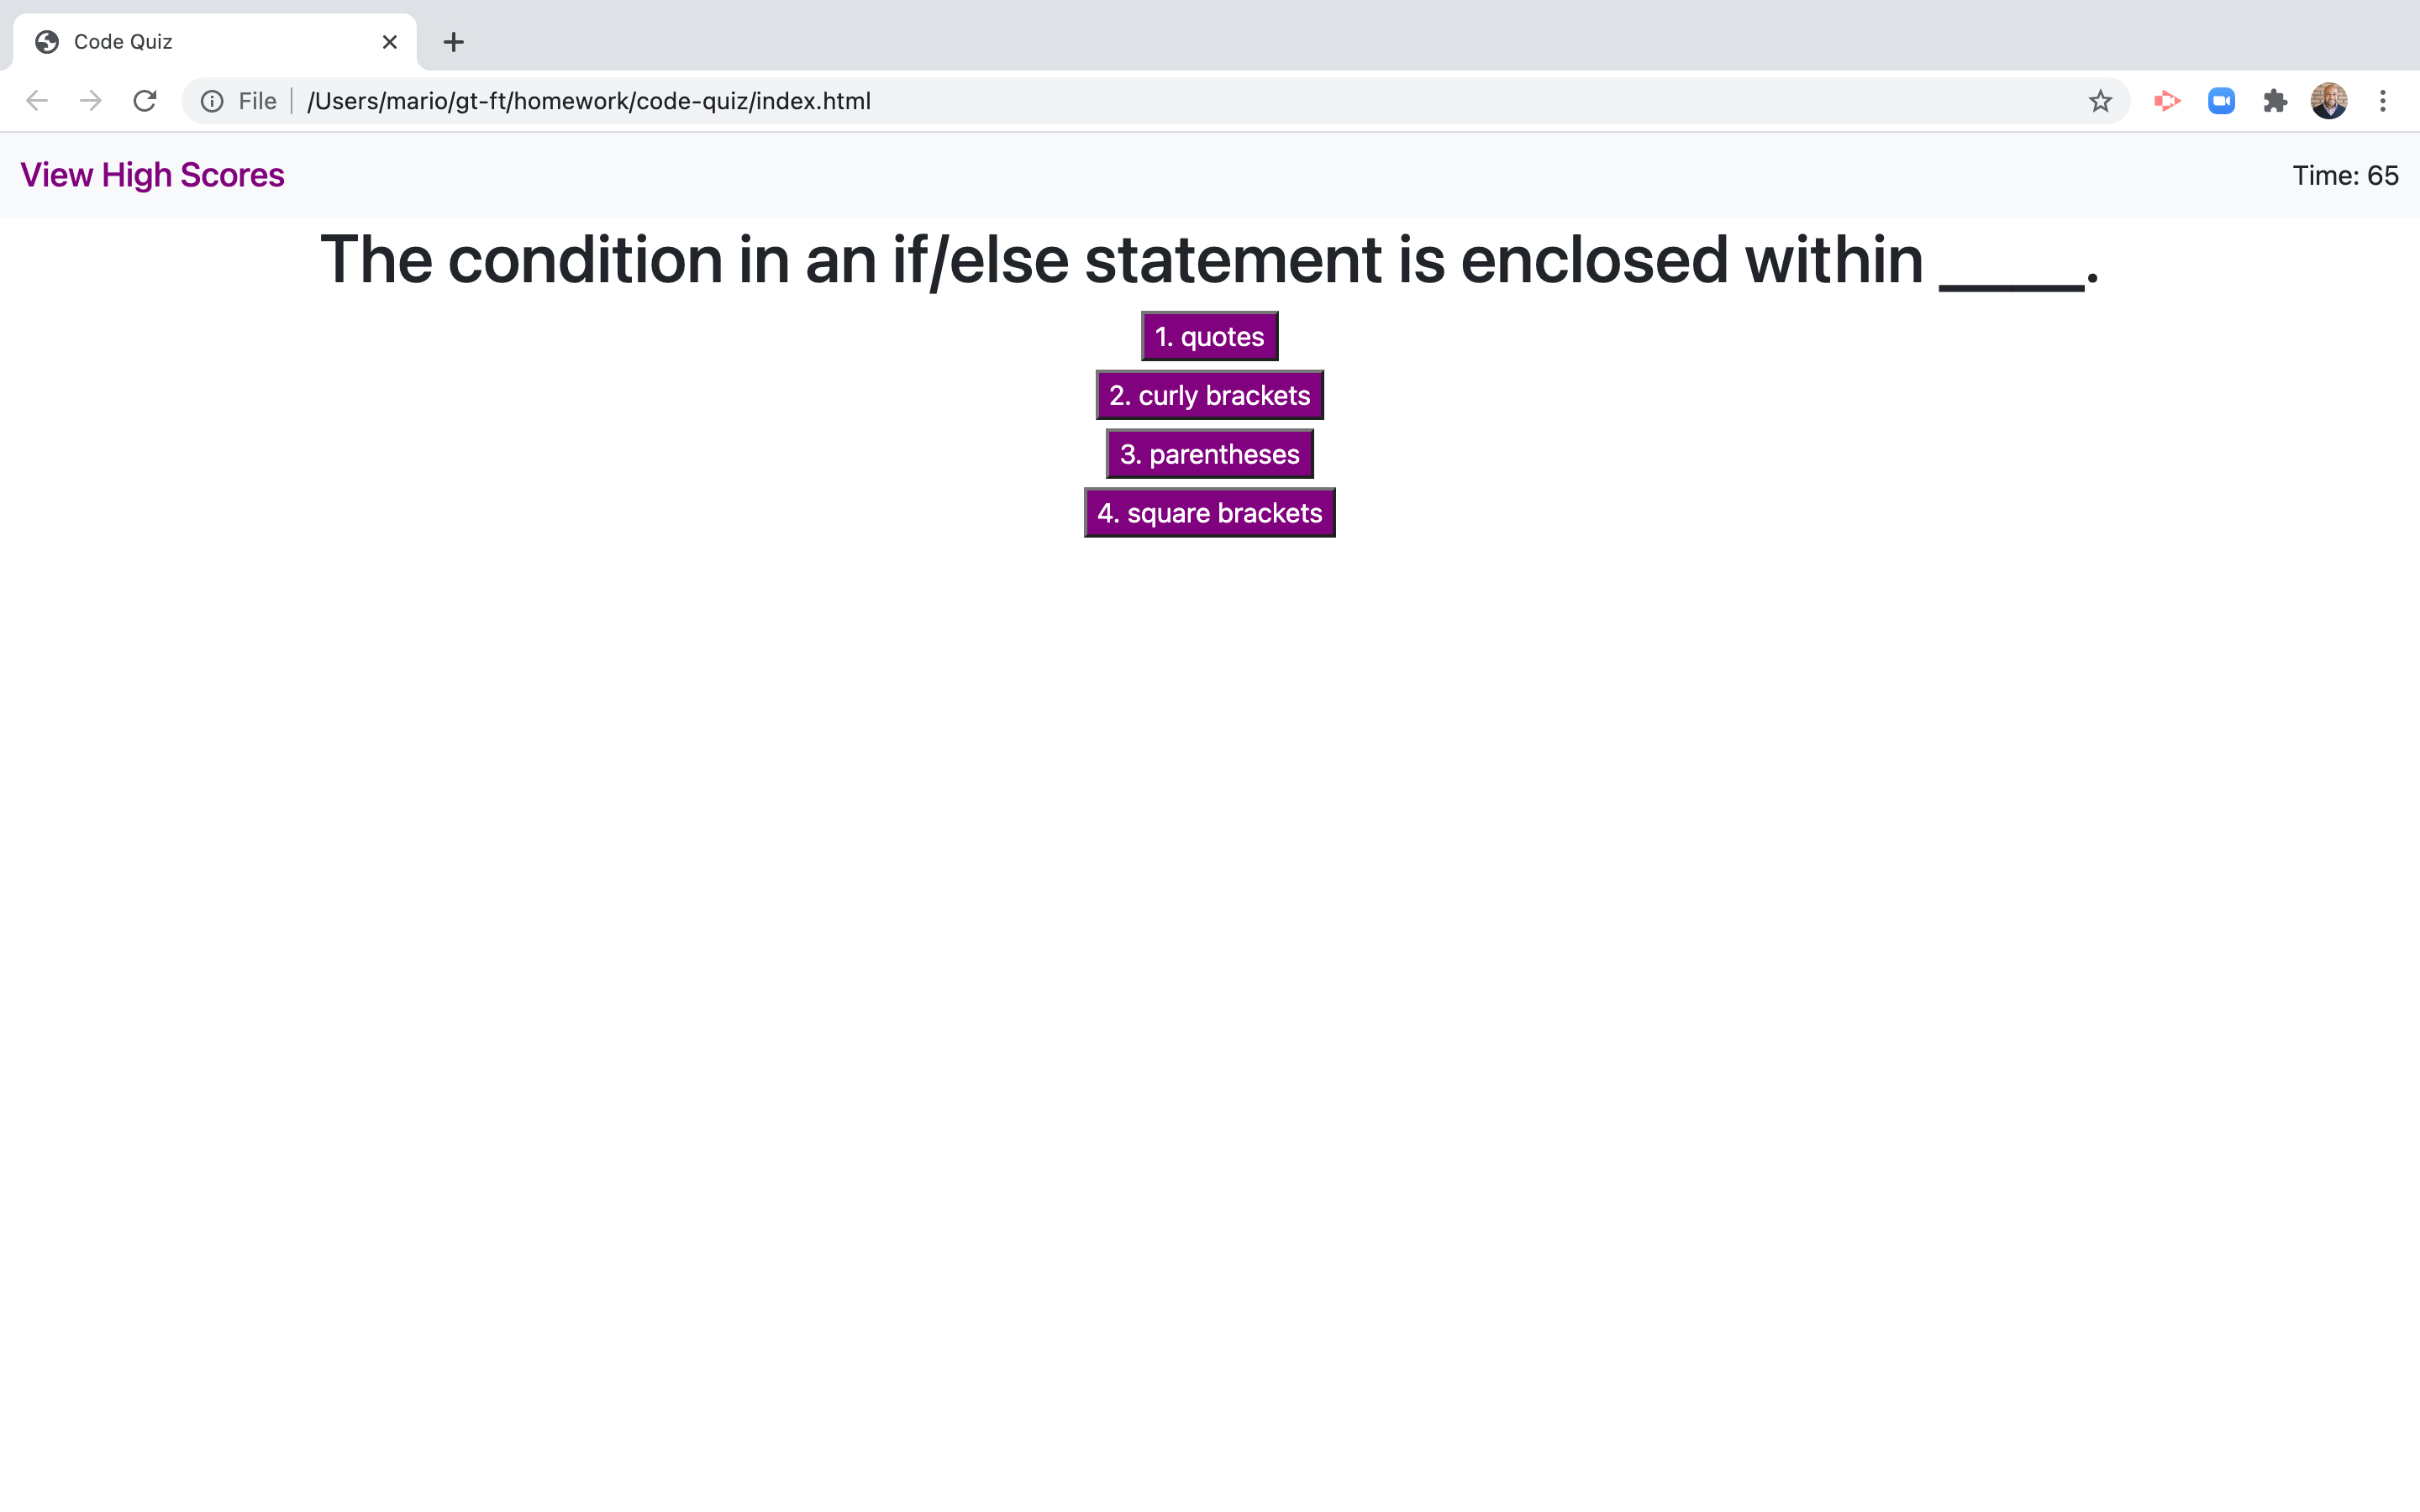 Code Quiz
File /Users/mario/gt-ft/homework/code-quiz/index.html
View High Scores
Time: 65
The condition in an if/else statement is enclosed within ____.
1. quotes
2. curly brackets
3. parentheses
4. square brackets